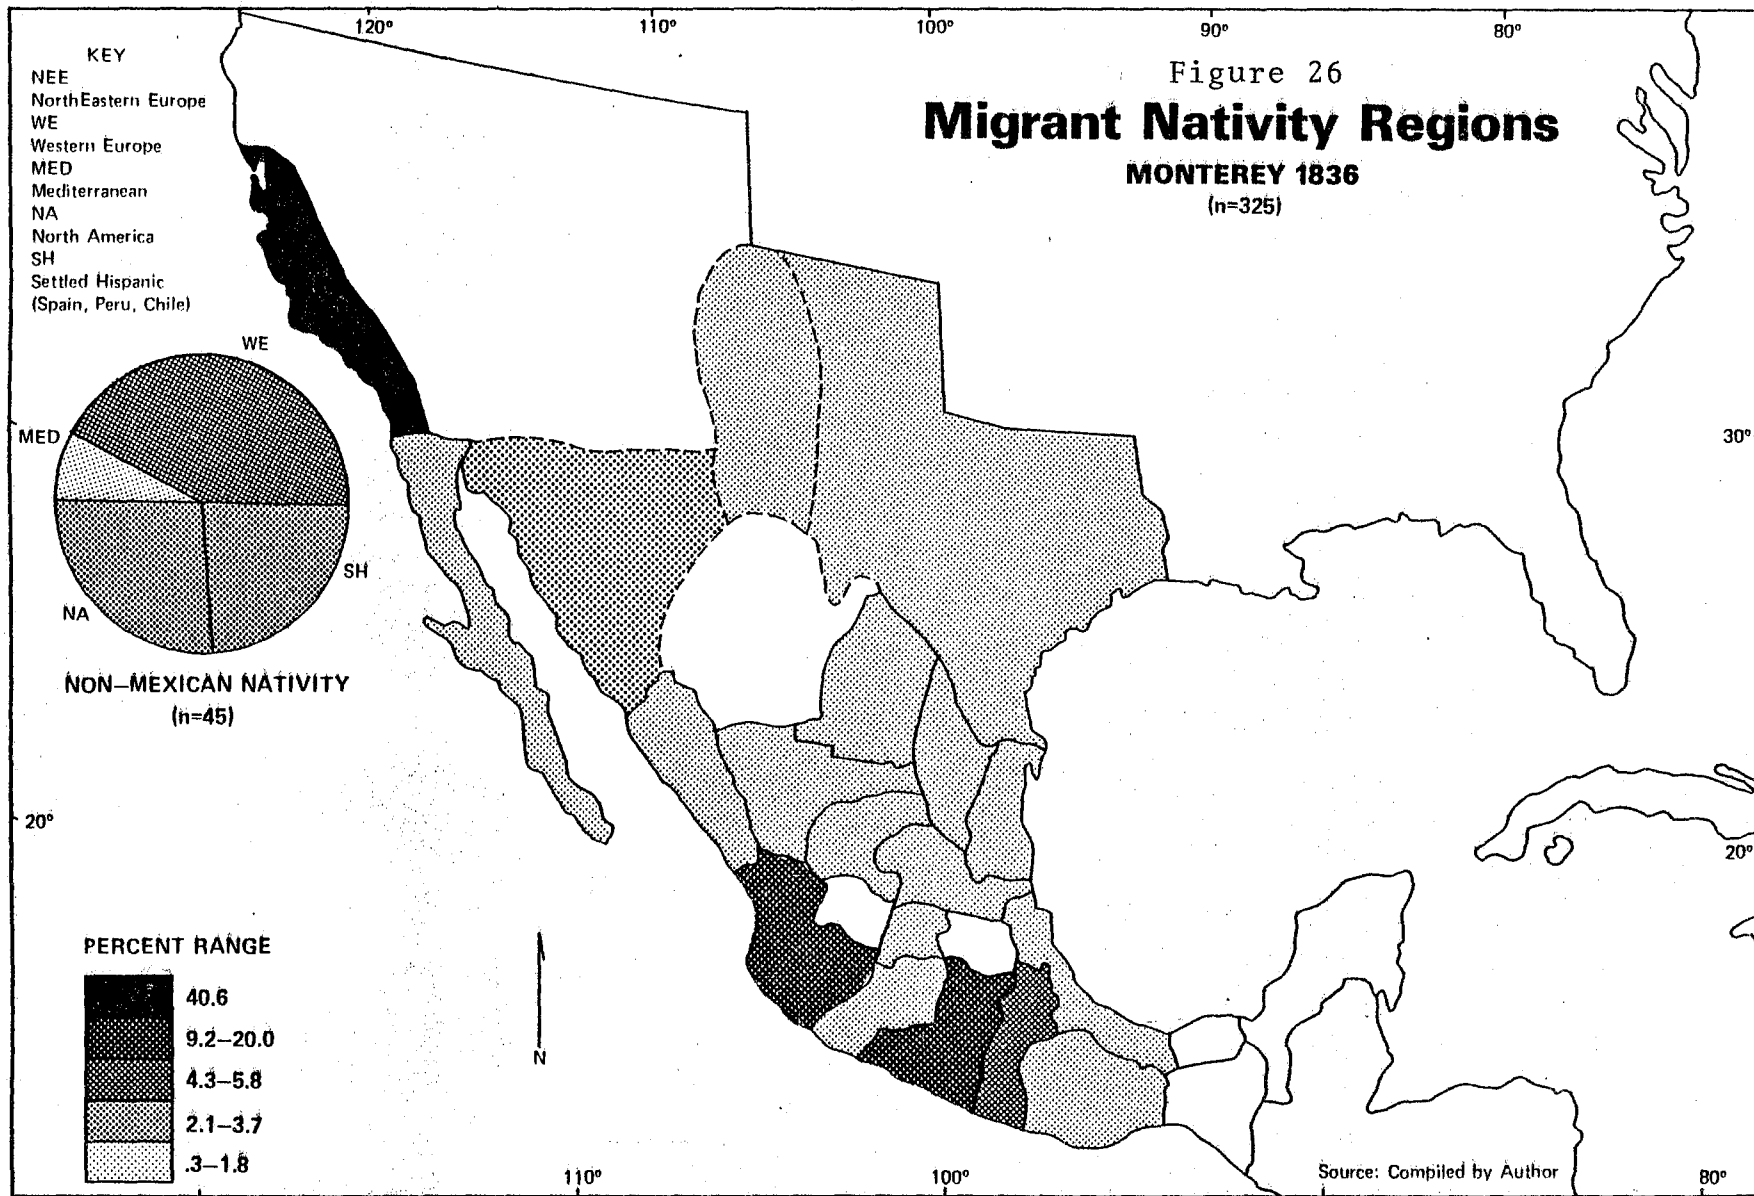 120°
110°
100°
90°
80°
KEY
NEE
NorthEastern Europe
WE
Western Europe
MED
Mediterranean
NA
North America
SH
Settled Hispanic
(Spain, Peru, Chile)
Figure 26
Migrant Nativity Regions
MONTEREY 1836
(n=325)
WE
MED
SH
NA
NON–MEXICAN NATIVITY
(n=45)
30°
20°
20°
PERCENT RANGE
40.6
9.2–20.0
4.3–5.8
2.1–3.7
.3–1.8
N
110°
100°
Source: Compiled by Author
80°